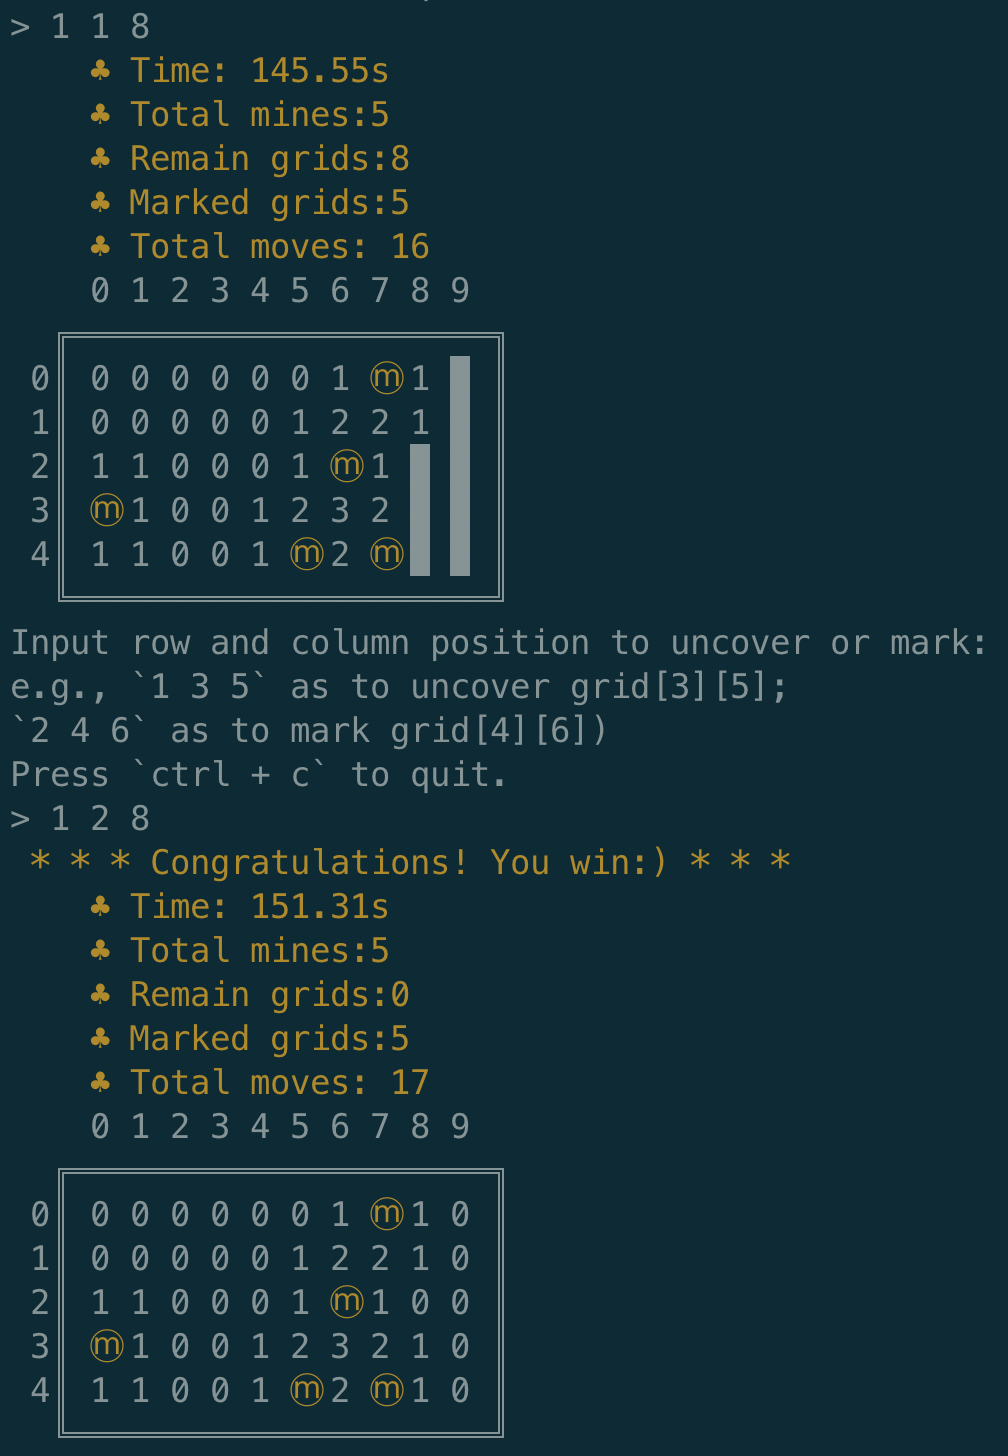 > 1 1 8
♣ Time: 145.55s
♣ Total mines:5
♣ Remain grids:8
♣ Marked grids:5
♣ Total moves: 16
0 1 2 3 4 5 6 7 8 9
0 0 0 0 0 0 0 1 ⓜ 1
1 0 0 0 0 0 1 2 2 1
2 1 1 0 0 0 1 ⓜ 1
3 ⓜ 1 0 0 1 2 3 2
4 1 1 0 0 1 ⓜ 2 ⓜ
Input row and column position to uncover or mark:
e.g., `1 3 5` as to uncover grid[3][5];
`2 4 6` as to mark grid[4][6])
Press `ctrl + c` to quit.
> 1 2 8
* * * Congratulations! You win:) * * *
♣ Time: 151.31s
♣ Total mines:5
♣ Remain grids:0
♣ Marked grids:5
♣ Total moves: 17
0 1 2 3 4 5 6 7 8 9
0 0 0 0 0 0 0 1 ⓜ 1 0
1 0 0 0 0 0 1 2 2 1 0
2 1 1 0 0 0 1 ⓜ 1 0 0
3 ⓜ 1 0 0 1 2 3 2 1 0
4 1 1 0 0 1 ⓜ 2 ⓜ 1 0